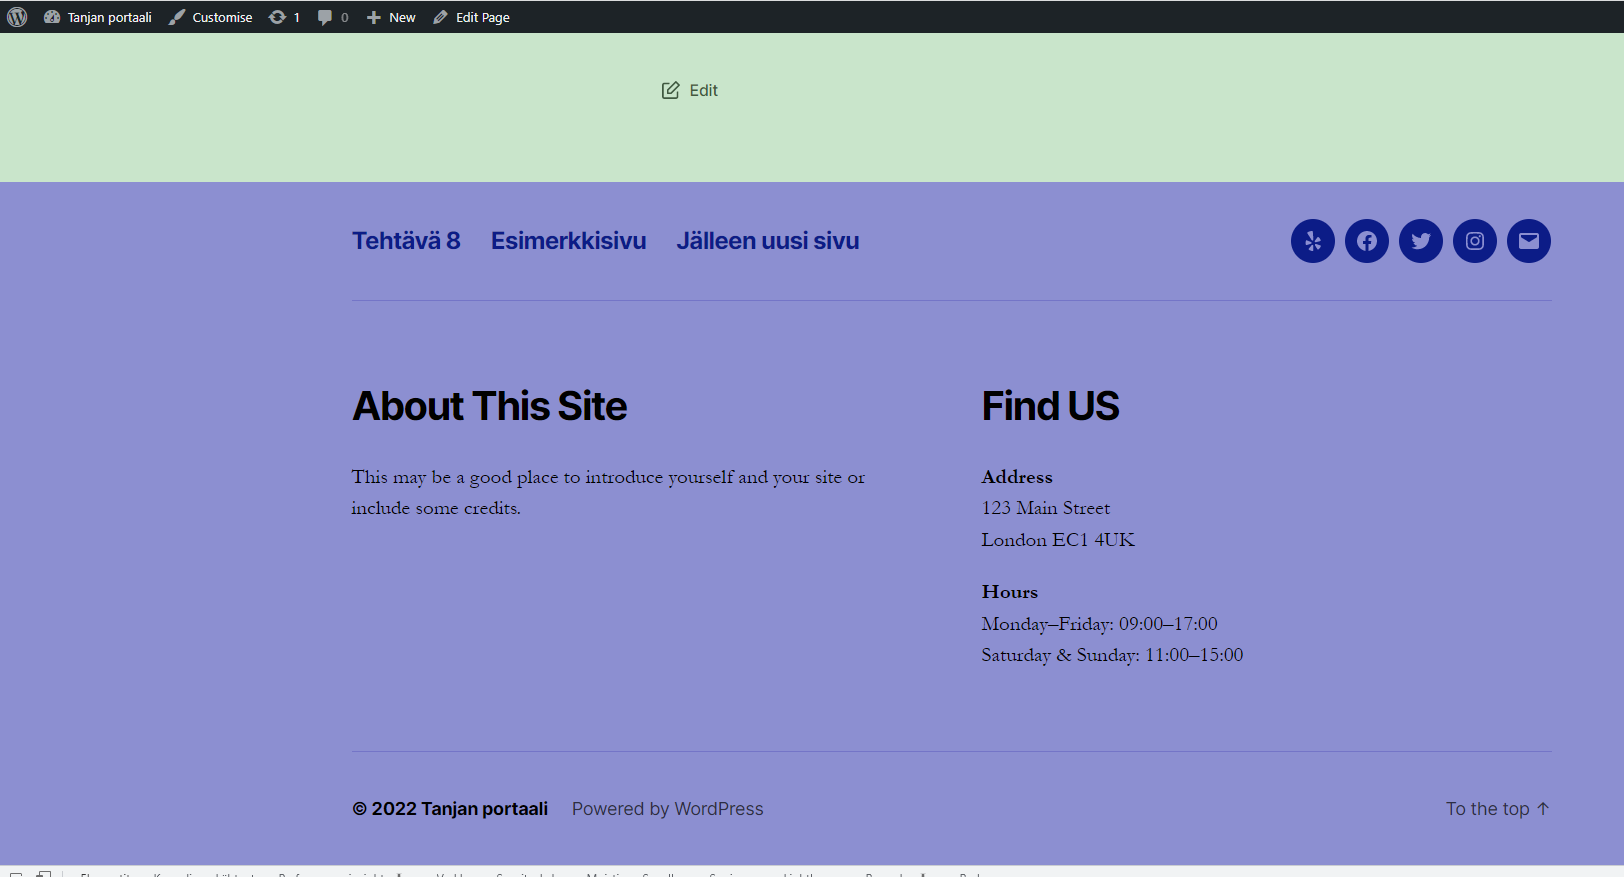 Tanjan portaali Customise 1 0 New Edit Page
Edit
Tehtävä 8 Esimerkkisivu Jälleen uusi sivu
About This Site
This may be a good place to introduce yourself and your site or
include some credits.
Find US
Address
123 Main Street
London EC1 4UK
Hours
Monday–Friday: 09:00–17:00
Saturday & Sunday: 11:00–15:00
© 2022 Tanjan portaali Powered by WordPress To the top ↑